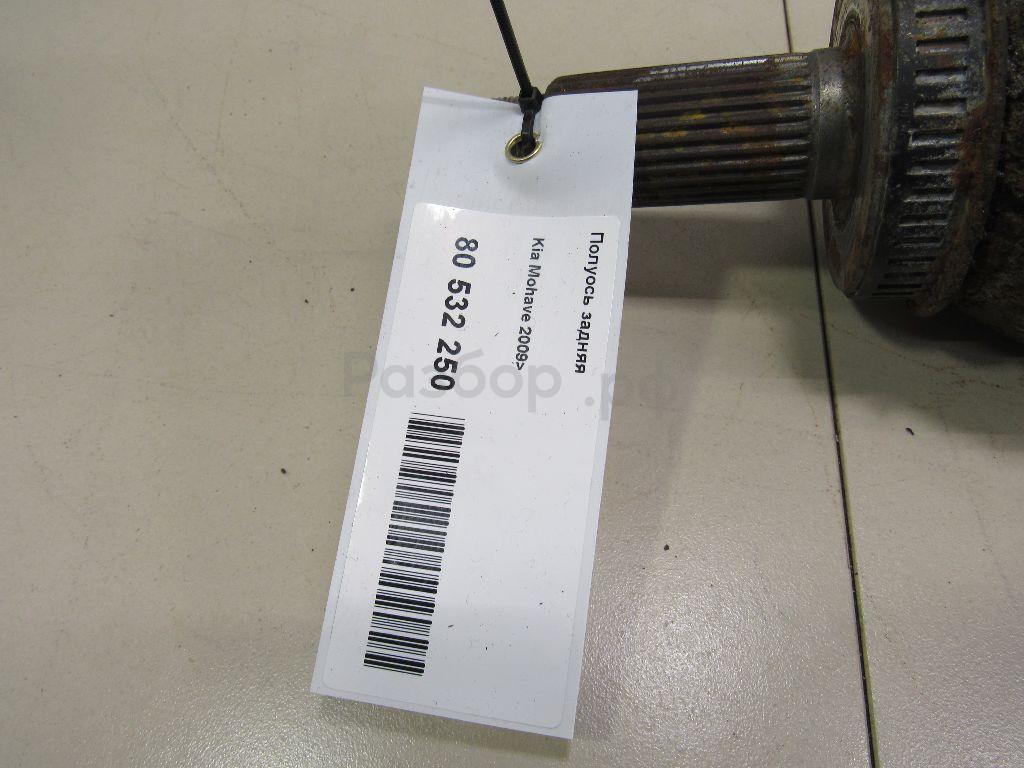 Полуось задняя
Kia Mohave 2009>
80 532 250
Разбор.рф